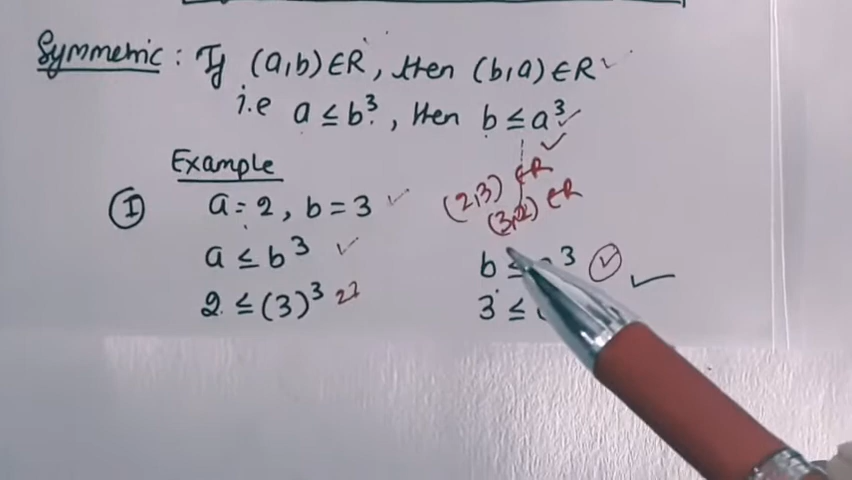 Symmetric : If (a,b) ∈ R, then (b,a) ∈ R ✓
i.e a ≤ b³, then b ≤ a³ ✓
Example
(I) a = 2, b = 3 ✓
(2,3) ∈ R ✓
(3,2) ∈ R
a ≤ b³ ✓
b ≤ 3 ✓ ✓
2 ≤ (3)³ 27
3 ≤ (